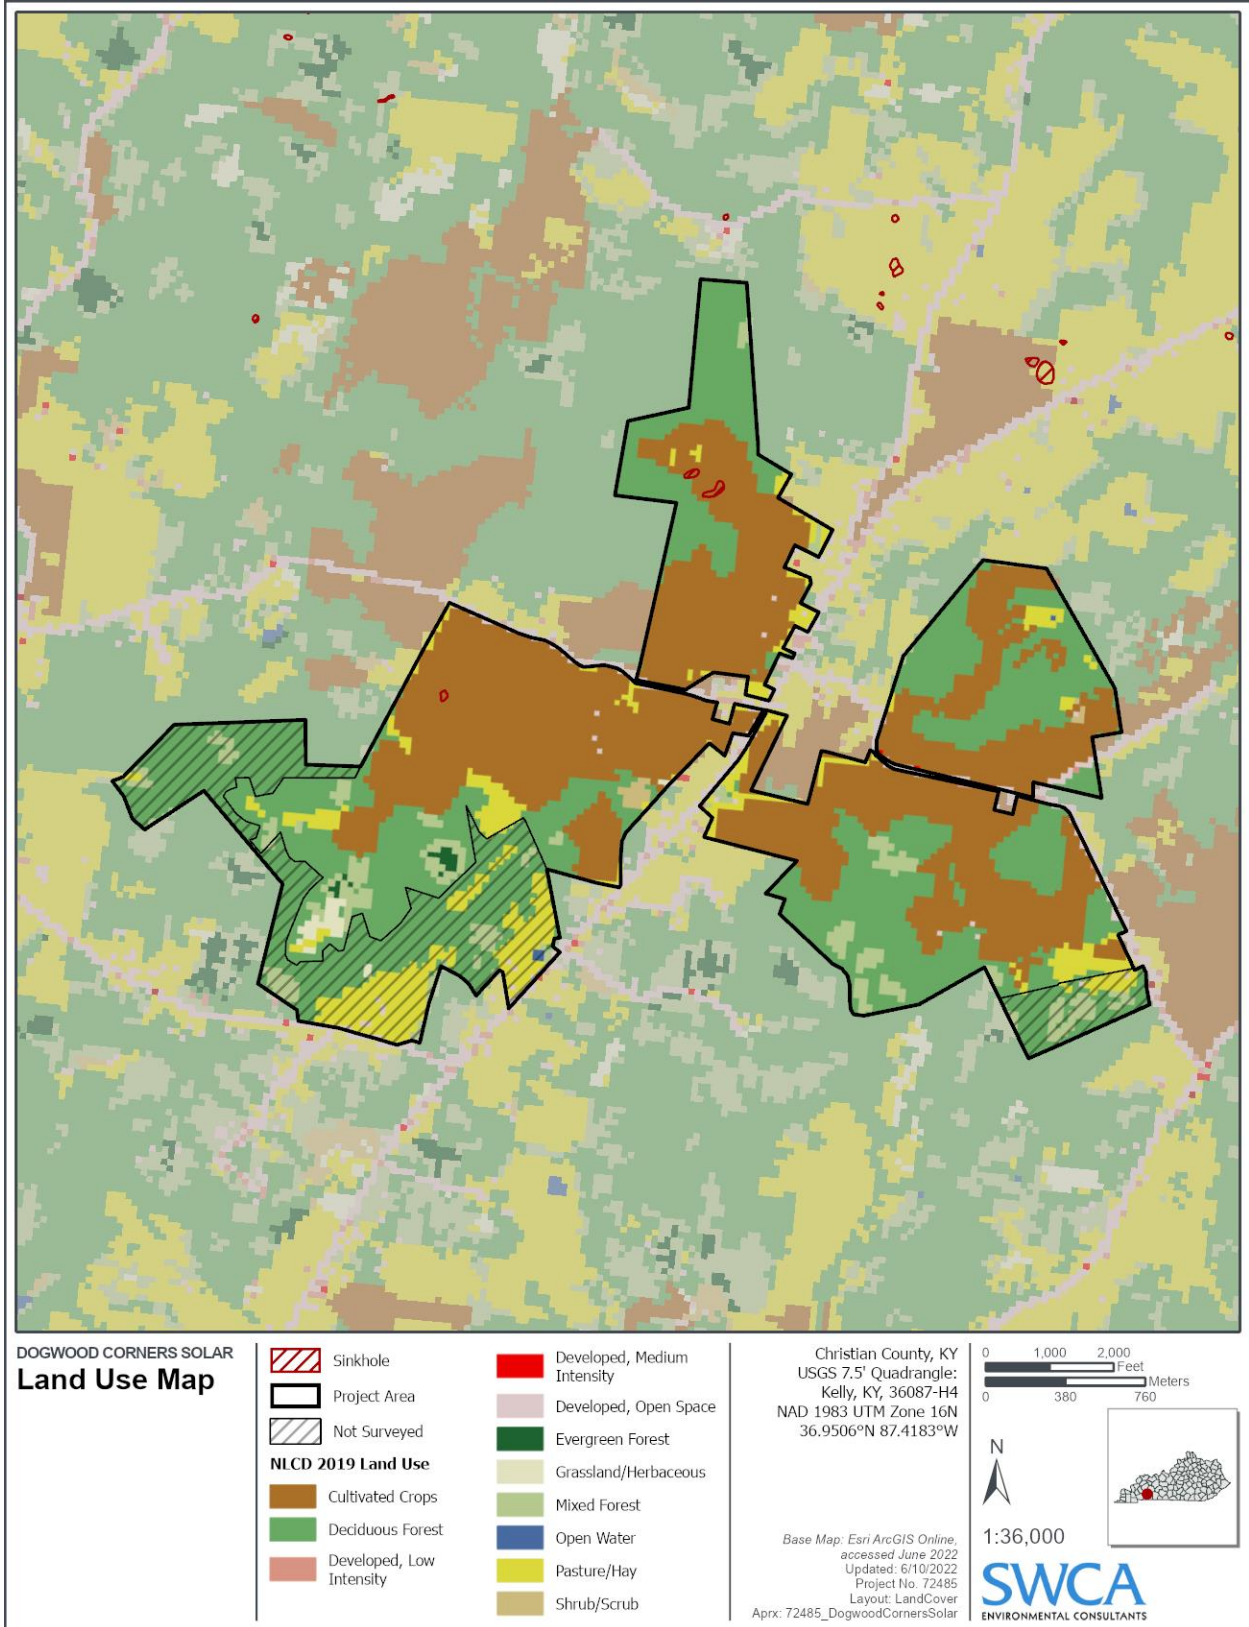 DOGWOOD CORNERS SOLAR
Land Use Map
Sinkhole
Project Area
Not Surveyed
NLCD 2019 Land Use
Cultivated Crops
Deciduous Forest
Developed, Low
Intensity
Developed, Medium
Intensity
Developed, Open Space
Evergreen Forest
Grassland/Herbaceous
Mixed Forest
Open Water
Pasture/Hay
Shrub/Scrub
Christian County, KY
USGS 7.5' Quadrangle:
Kelly, KY, 36087-H4
NAD 1983 UTM Zone 16N
36.9506°N 87.4183°W
Base Map: Esri ArcGIS Online,
accessed June 2022
Updated: 6/10/2022
Project No. 72485
Layout: LandCover
Aprx: 72485_DogwoodCornersSolar
0 1,000 2,000
Feet
Meters
0 380 760
N
1:36,000
SWCA
ENVIRONMENTAL CONSULTANTS